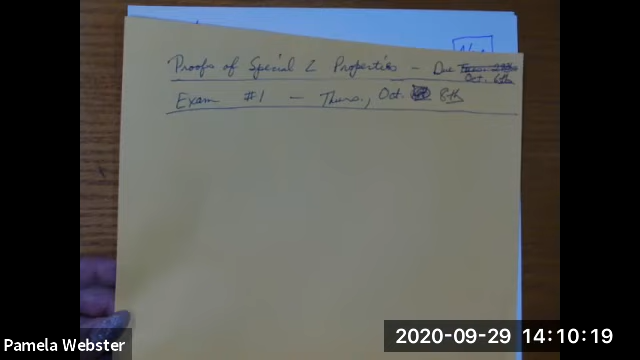 Proofs of Special 2 Properties - Due
Oct. 6th
Exam #1 - Thurs., Oct. 8th
Pamela Webster
2020-09-29 14:10:19